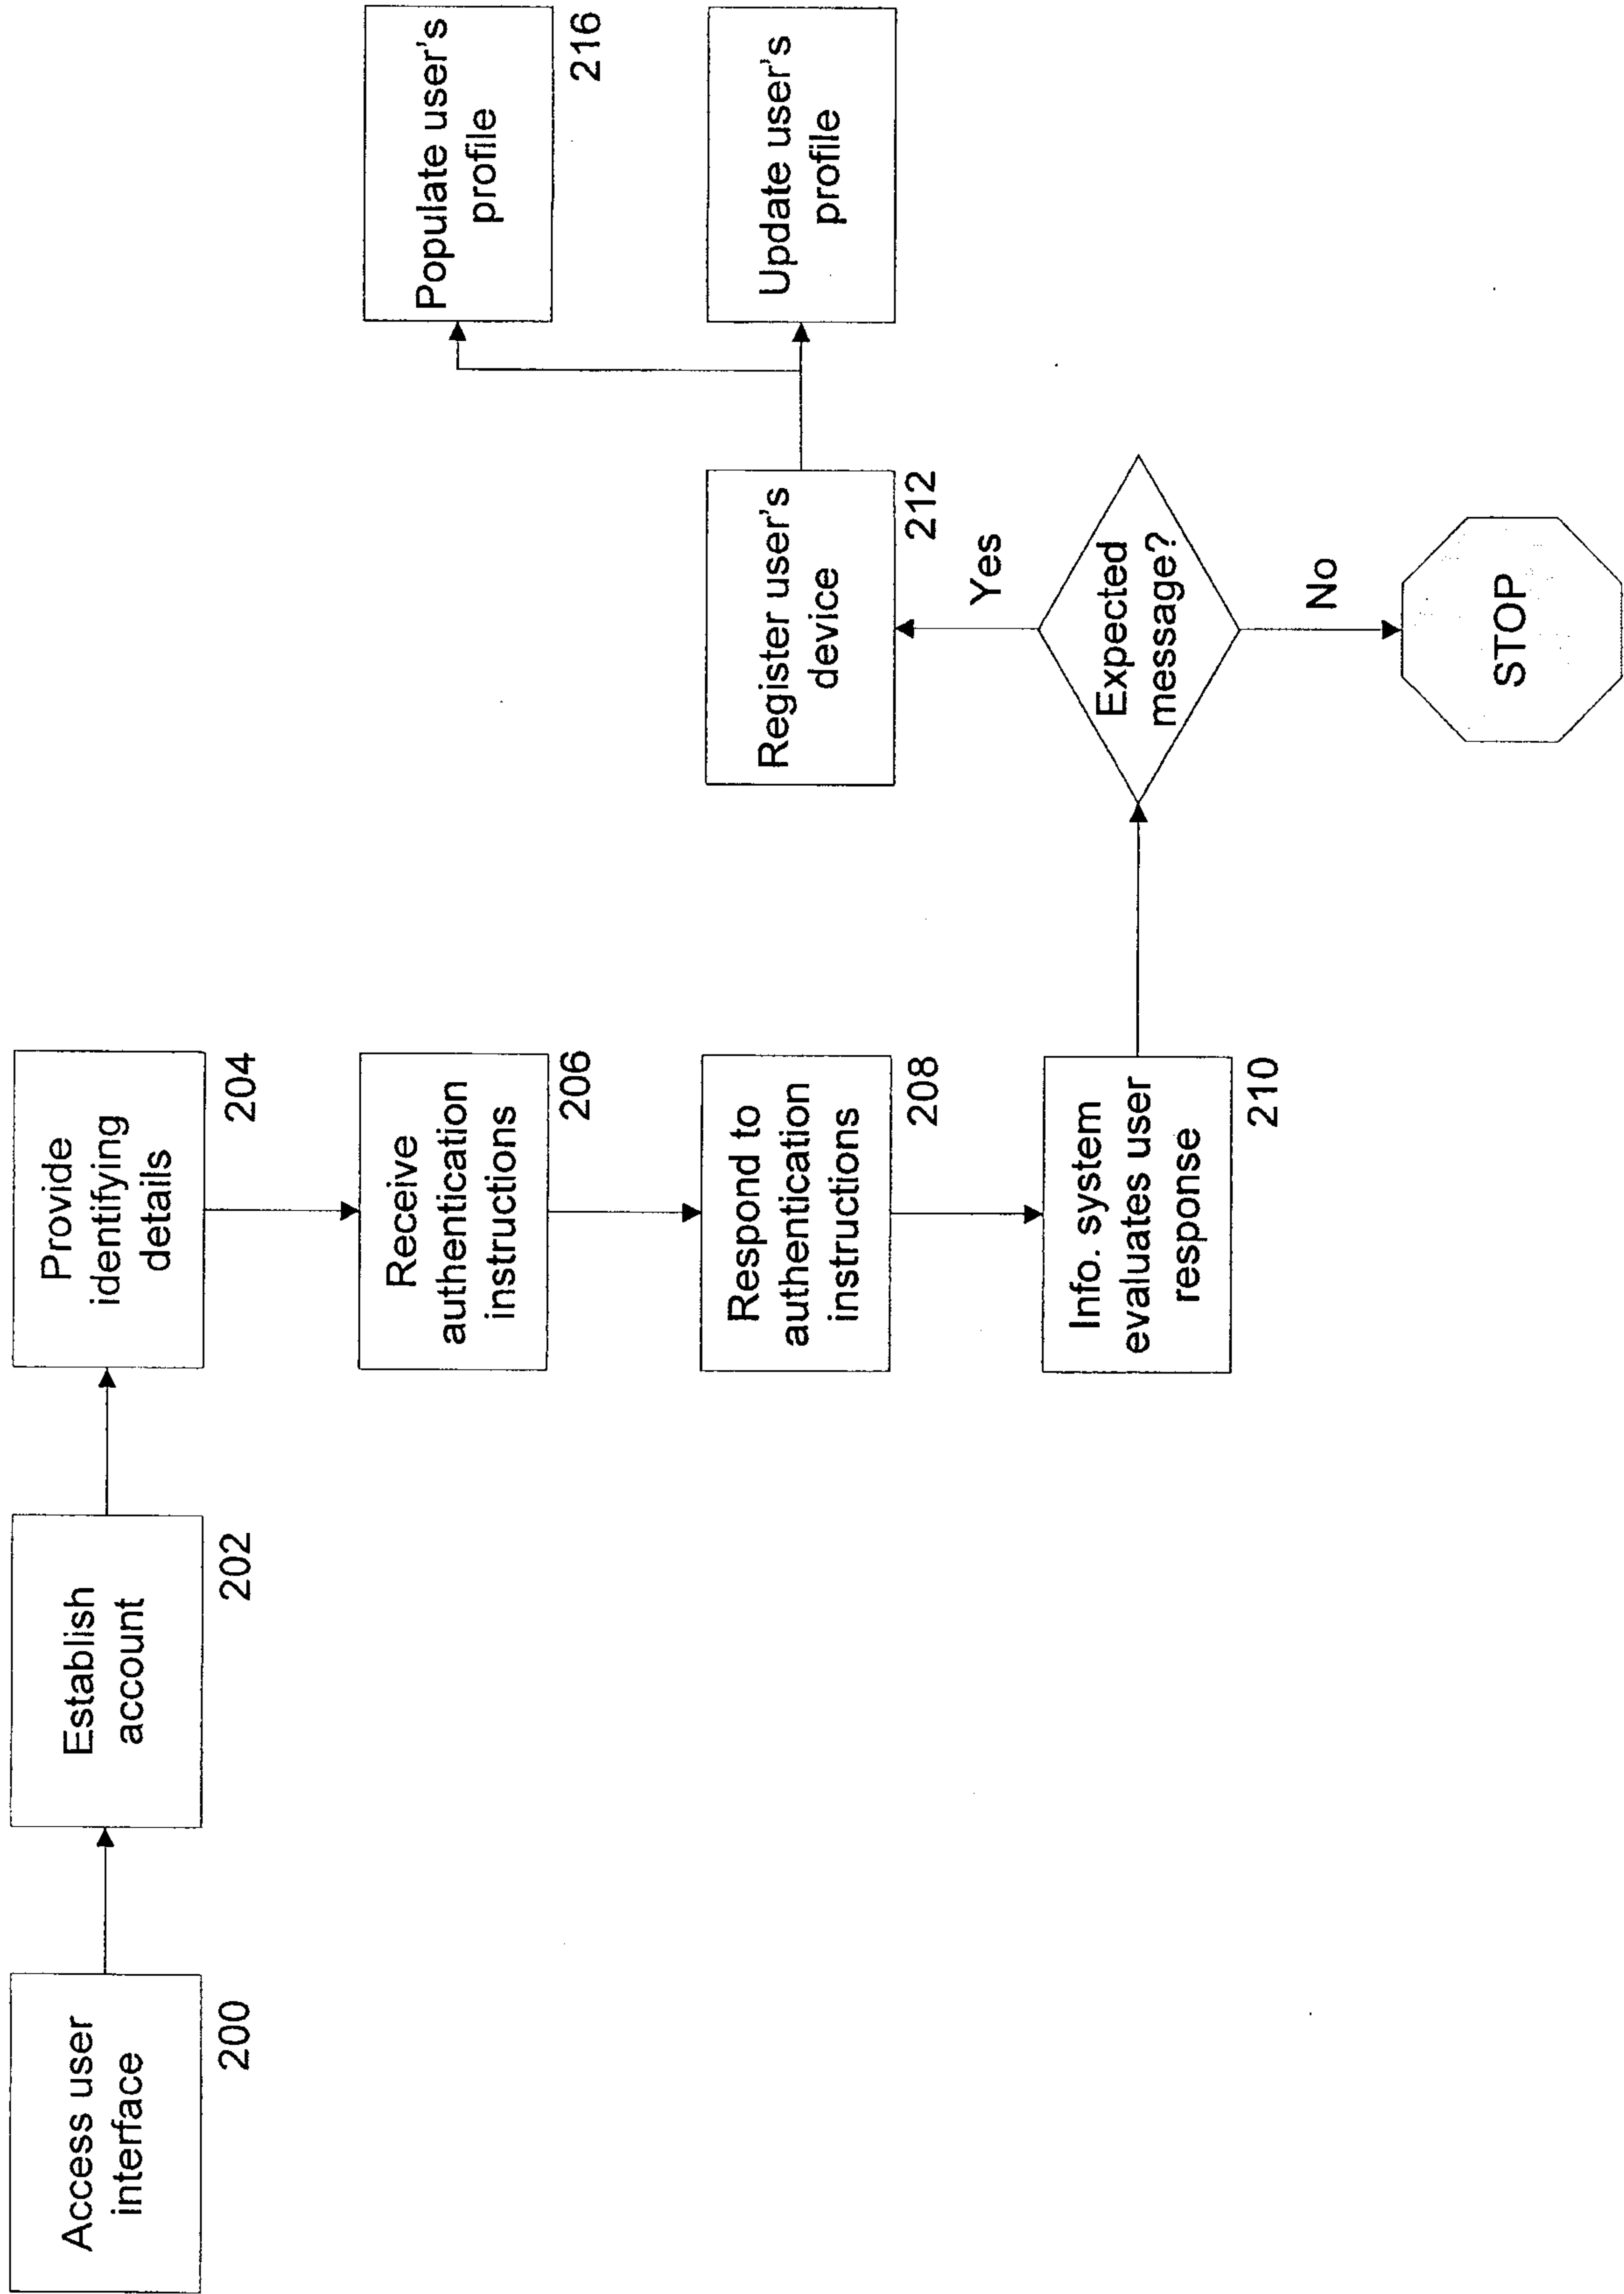 Access user
interface
200
Establish
account
202
Provide
identifying
details
204
Receive
authentication
instructions
206
Respond to
authentication
instructions
208
Info. system
evaluates user
response
210
Expected
message?
Yes
No
STOP
Register user's
device
212
Populate user's
profile
216
Update user's
profile